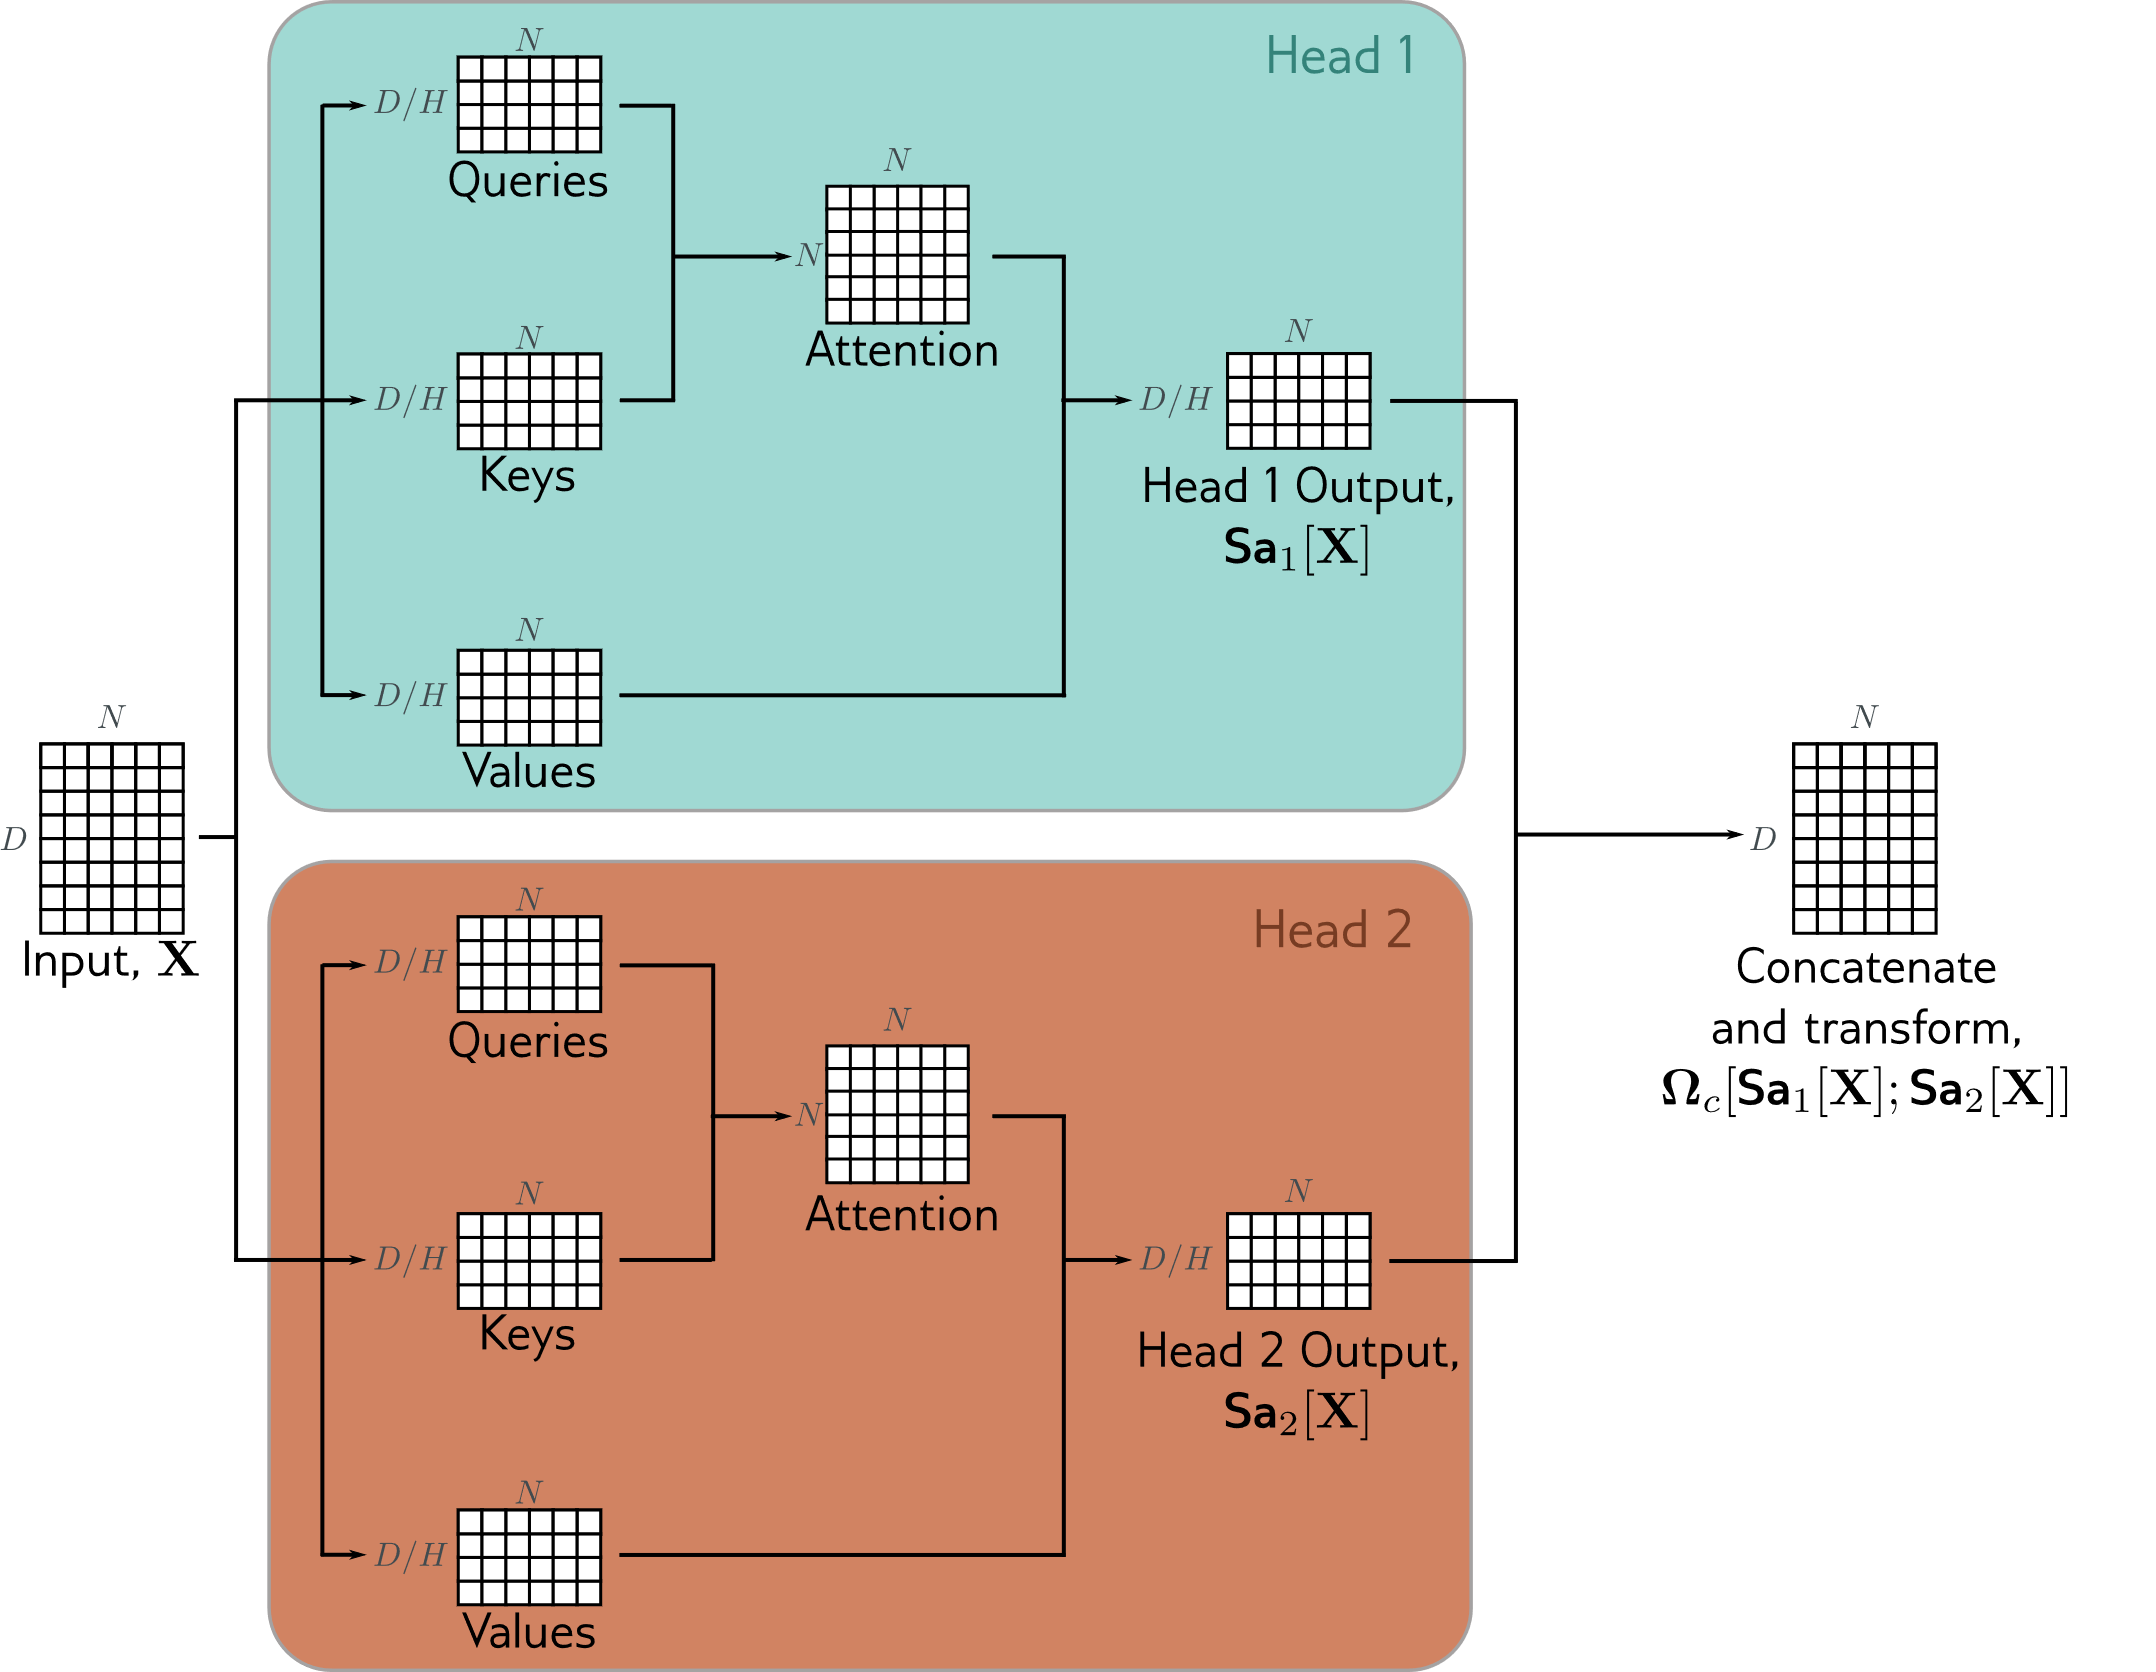 Head 1
N
D/H
Queries
N
D/H
Keys
N
D/H
Values
N
N
Attention
N
D/H
Head 1 Output,
Sa₁[X]
N
D
Input, X
Head 2
N
D/H
Queries
N
D/H
Keys
N
D/H
Values
N
N
Attention
N
D/H
Head 2 Output,
Sa₂[X]
N
D
Concatenate
and transform,
Ω_c[Sa₁[X]; Sa₂[X]]